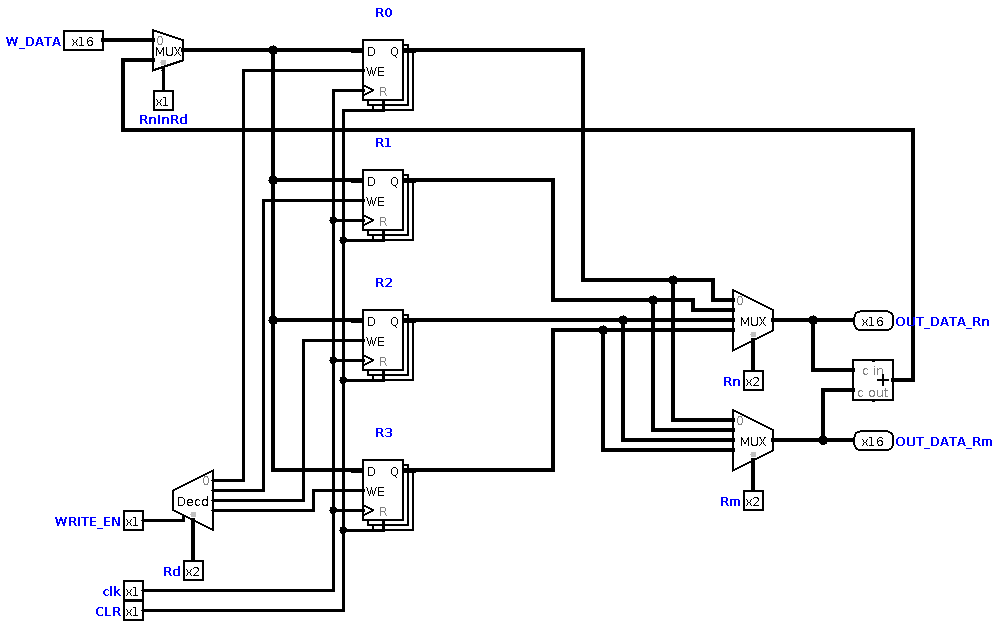 R0
W_DATA x16
0
MUX
D Q
WE
R
x1
RnInRd
R1
D Q
WE
R
R2
D Q
WE
R
0
MUX
x16 OUT_DATA_Rn
c in
+
c out
Rn x2
R3
0
MUX
x16 OUT_DATA_Rm
D Q
WE
R
0
Decd
Rm x2
WRITE_EN x1
Rd x2
clk x1
CLR x1